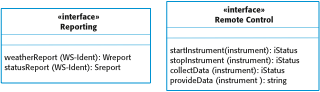 «interface»
Reporting
weatherReport (WS-Ident): Wreport
statusReport (WS-Ident): Sreport
«interface»
Remote Control
startInstrument(instrument): iStatus
stopInstrument (instrument): iStatus
collectData (instrument): iStatus
provideData (instrument ): string